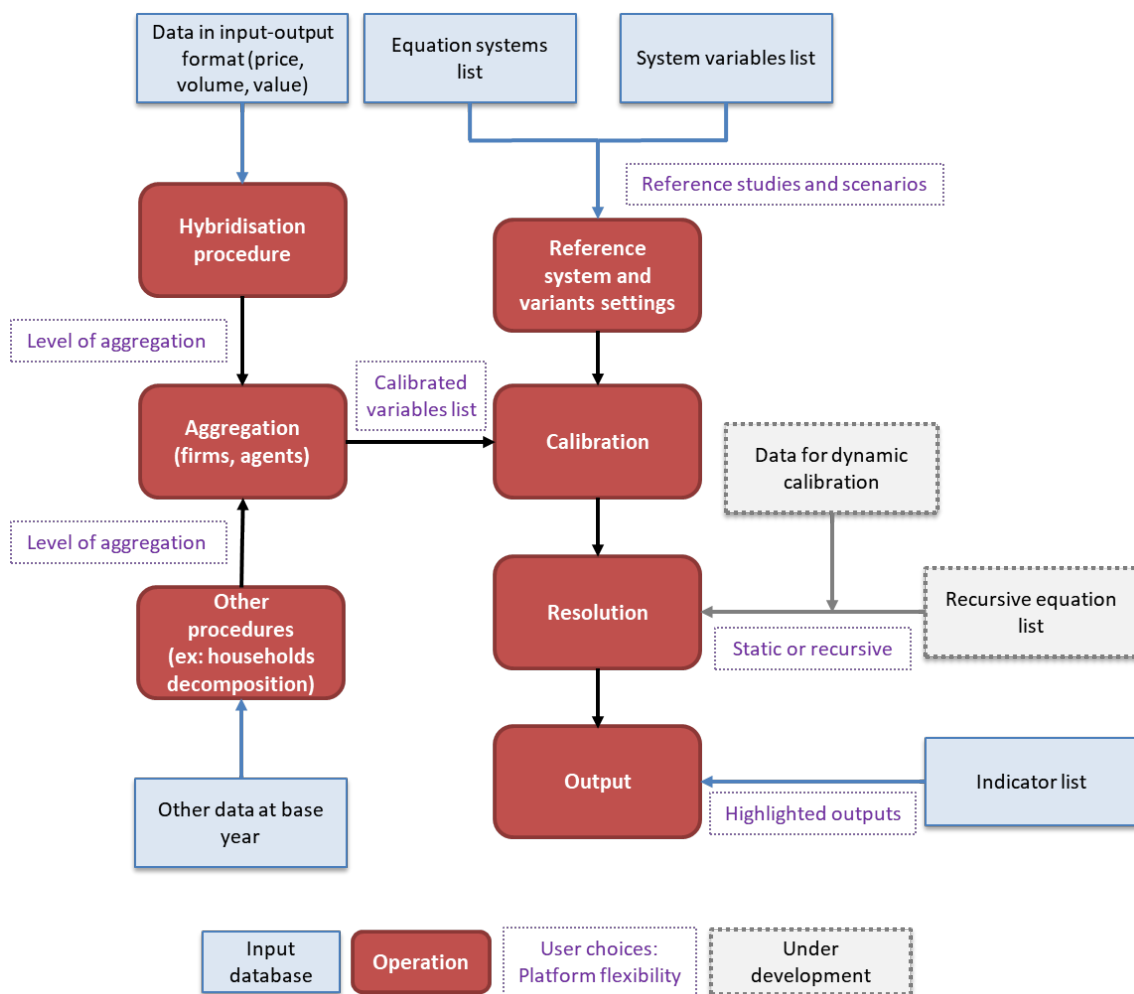 Data in input-output
format (price,
volume, value)
Equation systems
list
System variables list
Reference studies and scenarios
Hybridisation
procedure
Reference
system and
variants settings
Level of aggregation
Calibrated
variables list
Aggregation
(firms, agents)
Calibration
Data for dynamic
calibration
Level of aggregation
Other
procedures
(ex: households
decomposition)
Resolution
Recursive equation
list
Static or recursive
Output
Indicator list
Highlighted outputs
Other data at base
year
Input
database
Operation
User choices:
Platform flexibility
Under
development